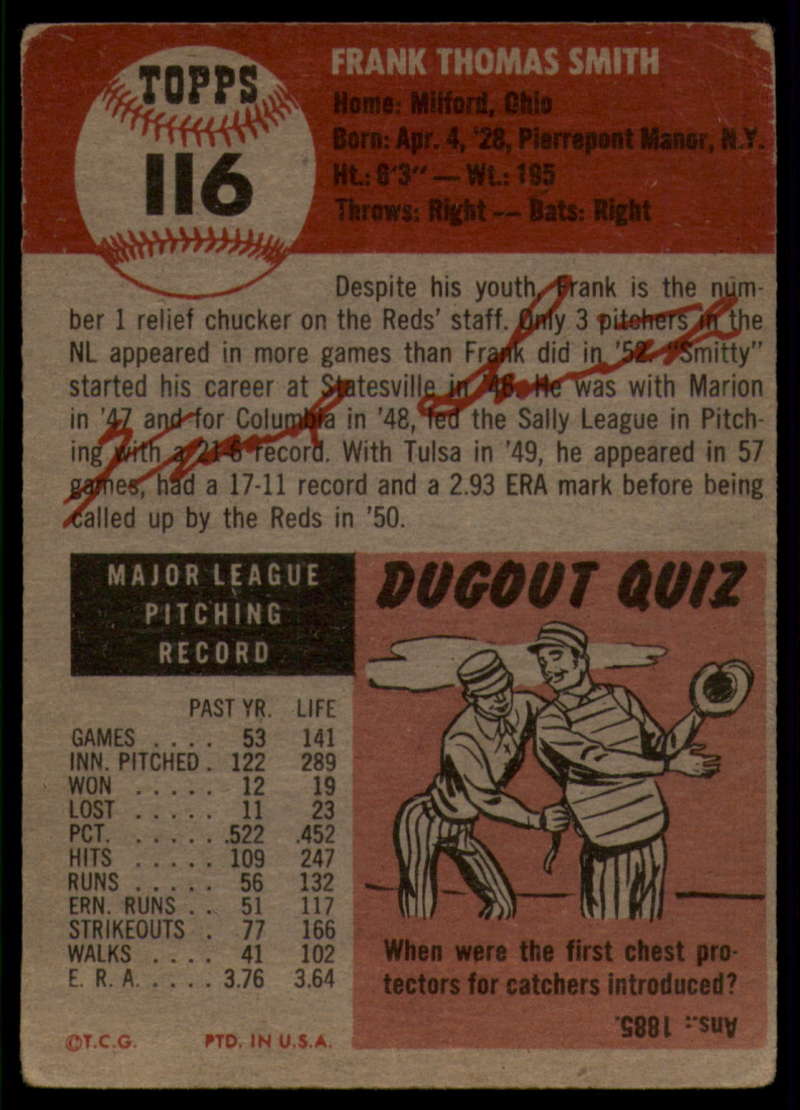 TOPPS
116
FRANK THOMAS SMITH
Home: Milford, Ohio
Born: Apr. 4, '28, Pierrepont Manor, N.Y.
Ht.: 6'3" — Wt.: 195
Throws: Right -- Bats: Right
Despite his youth, Frank is the num-
ber 1 relief chucker on the Reds' staff. Only 3 pitchers in the
NL appeared in more games than Frank did in '52. "Smitty"
started his career at Statesville in '46. He was with Marion
in '47 and for Columbia in '48, led the Sally League in Pitch-
ing with a 21-6 record. With Tulsa in '49, he appeared in 57
games, had a 17-11 record and a 2.93 ERA mark before being
called up by the Reds in '50.
Frank Smith
MAJOR LEAGUE
PITCHING
RECORD
PAST YR. LIFE
GAMES . . . . 53 141
INN. PITCHED . 122 289
WON . . . . . 12 19
LOST . . . . . 11 23
PCT. . . . . . .522 .452
HITS . . . . . 109 247
RUNS . . . . . 56 132
ERN. RUNS . . 51 117
STRIKEOUTS . 77 166
WALKS . . . . 41 102
E. R. A. . . . . 3.76 3.64
©T.C.G. PTD. IN U.S.A.
DUGOUT QUIZ
When were the first chest pro-
tectors for catchers introduced?
Ans.: 1885.